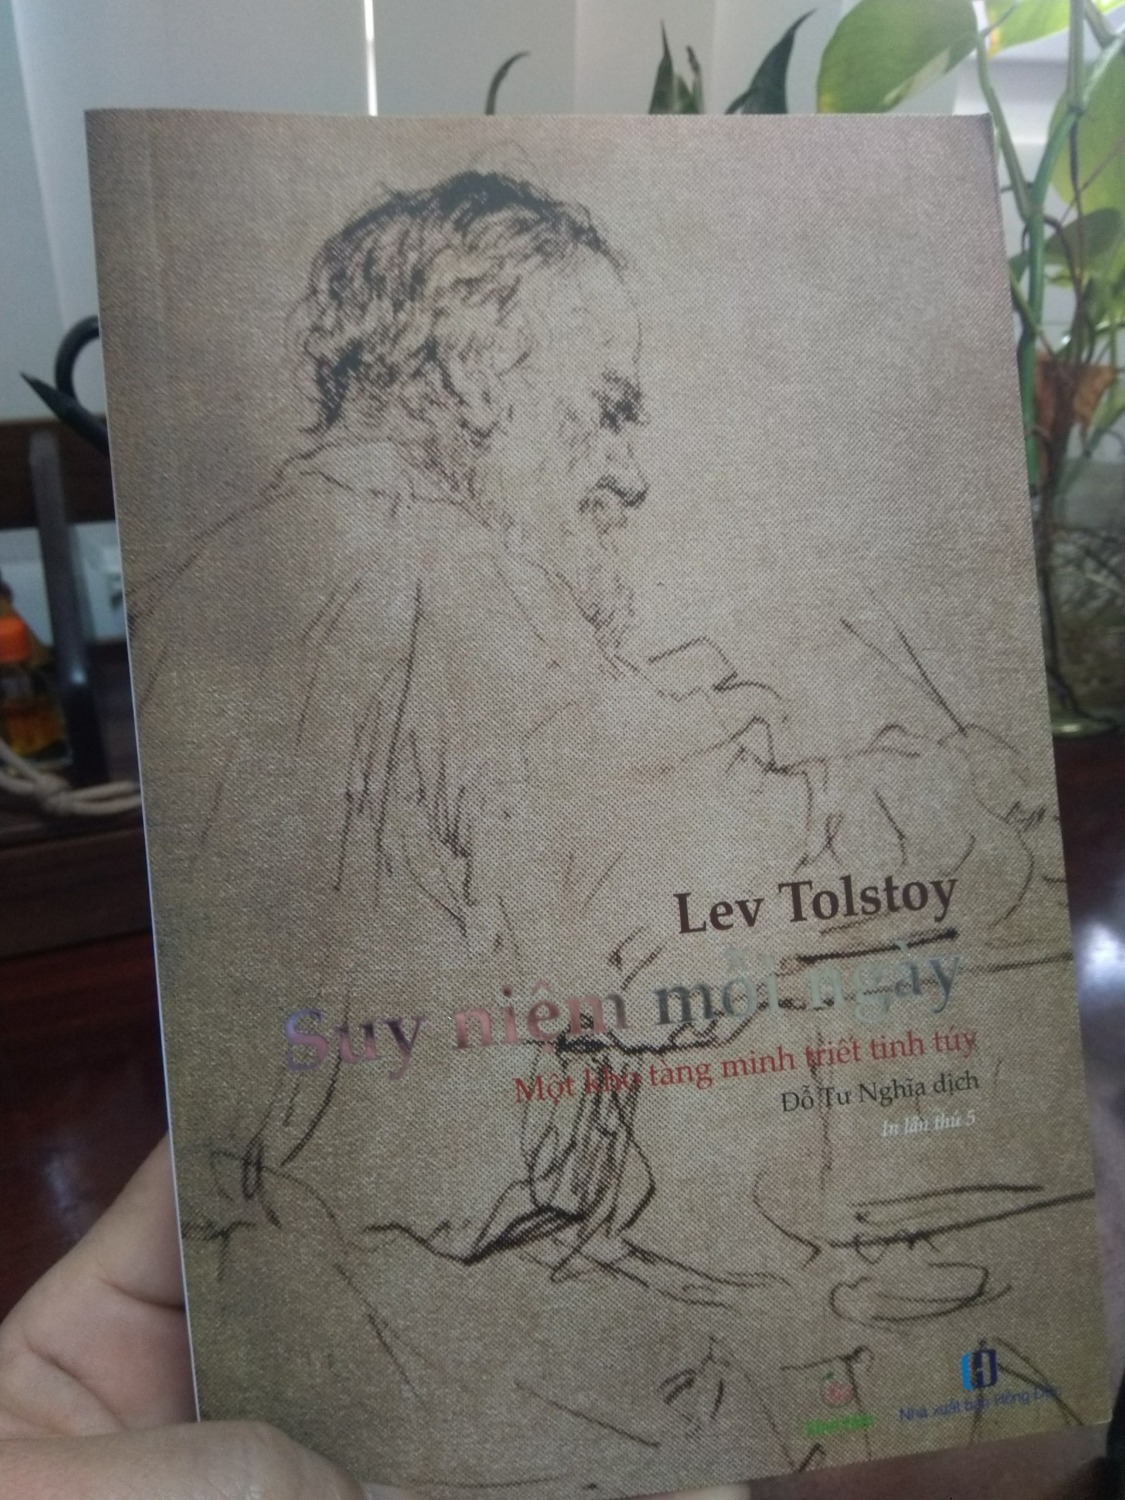 Lev Tolstoy
Suy niệm mỗi ngày
Một kho tàng minh triết tinh túy
Đỗ Tư Nghĩa dịch
In lần thứ 5
Nhà xuất bản Hồng Đức